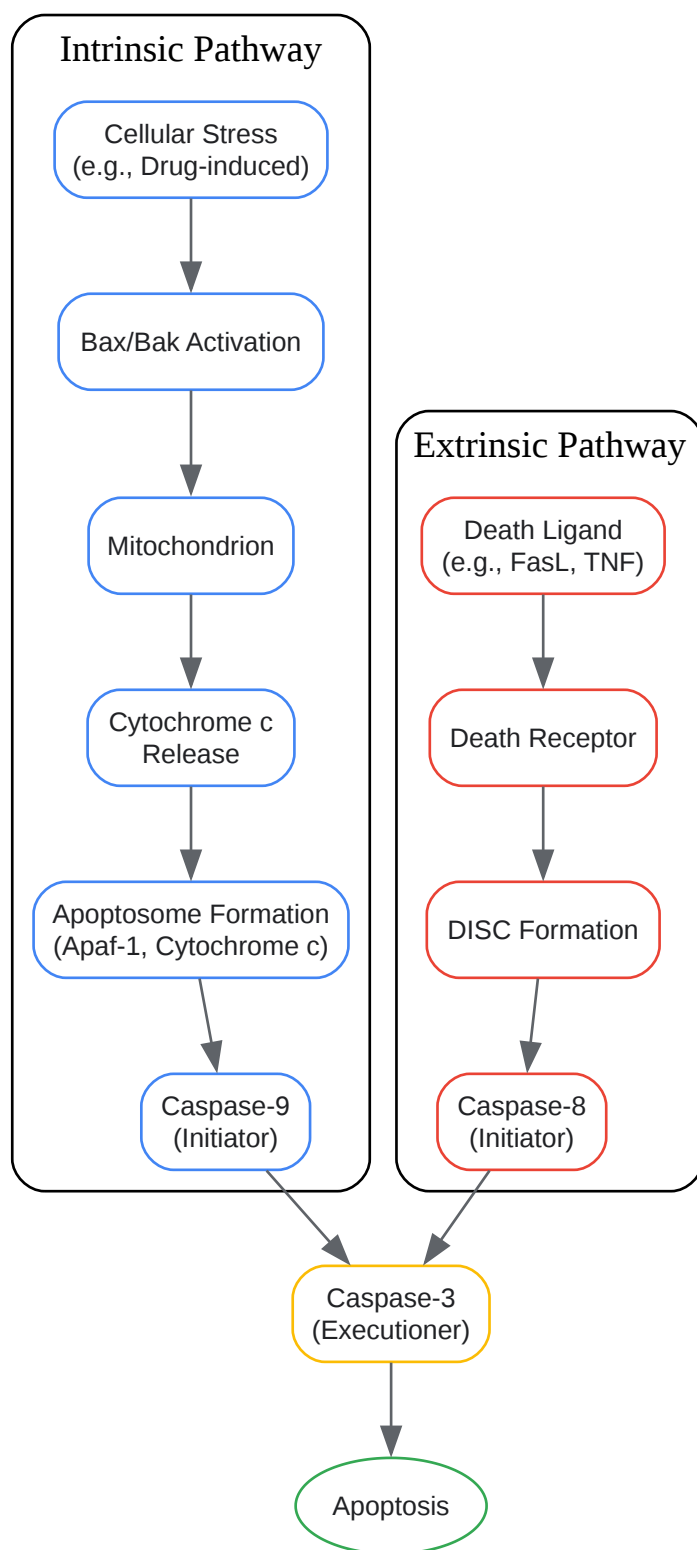 Intrinsic Pathway
Cellular Stress
(e.g., Drug-induced)
Bax/Bak Activation
Mitochondrion
Cytochrome c
Release
Apoptosome Formation
(Apaf-1, Cytochrome c)
Caspase-9
(Initiator)
Extrinsic Pathway
Death Ligand
(e.g., FasL, TNF)
Death Receptor
DISC Formation
Caspase-8
(Initiator)
Caspase-3
(Executioner)
Apoptosis